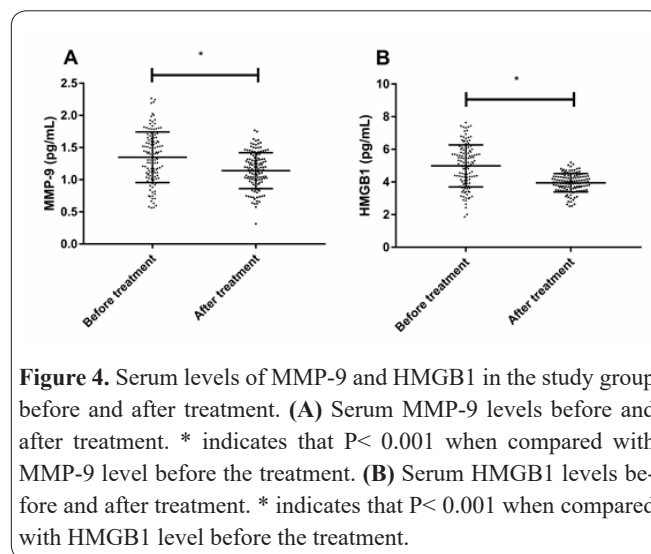 A
*
2.5
2.0
1.5
1.0
0.5
0.0
MMP-9 (pg/mL)
Before treatment
After treatment
B
*
10
8
6
4
2
0
HMGB1 (pg/mL)
Before treatment
After treatment
Figure 4. Serum levels of MMP-9 and HMGB1 in the study group
before and after treatment. (A) Serum MMP-9 levels before and
after treatment. * indicates that P< 0.001 when compared with
MMP-9 level before the treatment. (B) Serum HMGB1 levels be-
fore and after treatment. * indicates that P< 0.001 when compared
with HMGB1 level before the treatment.